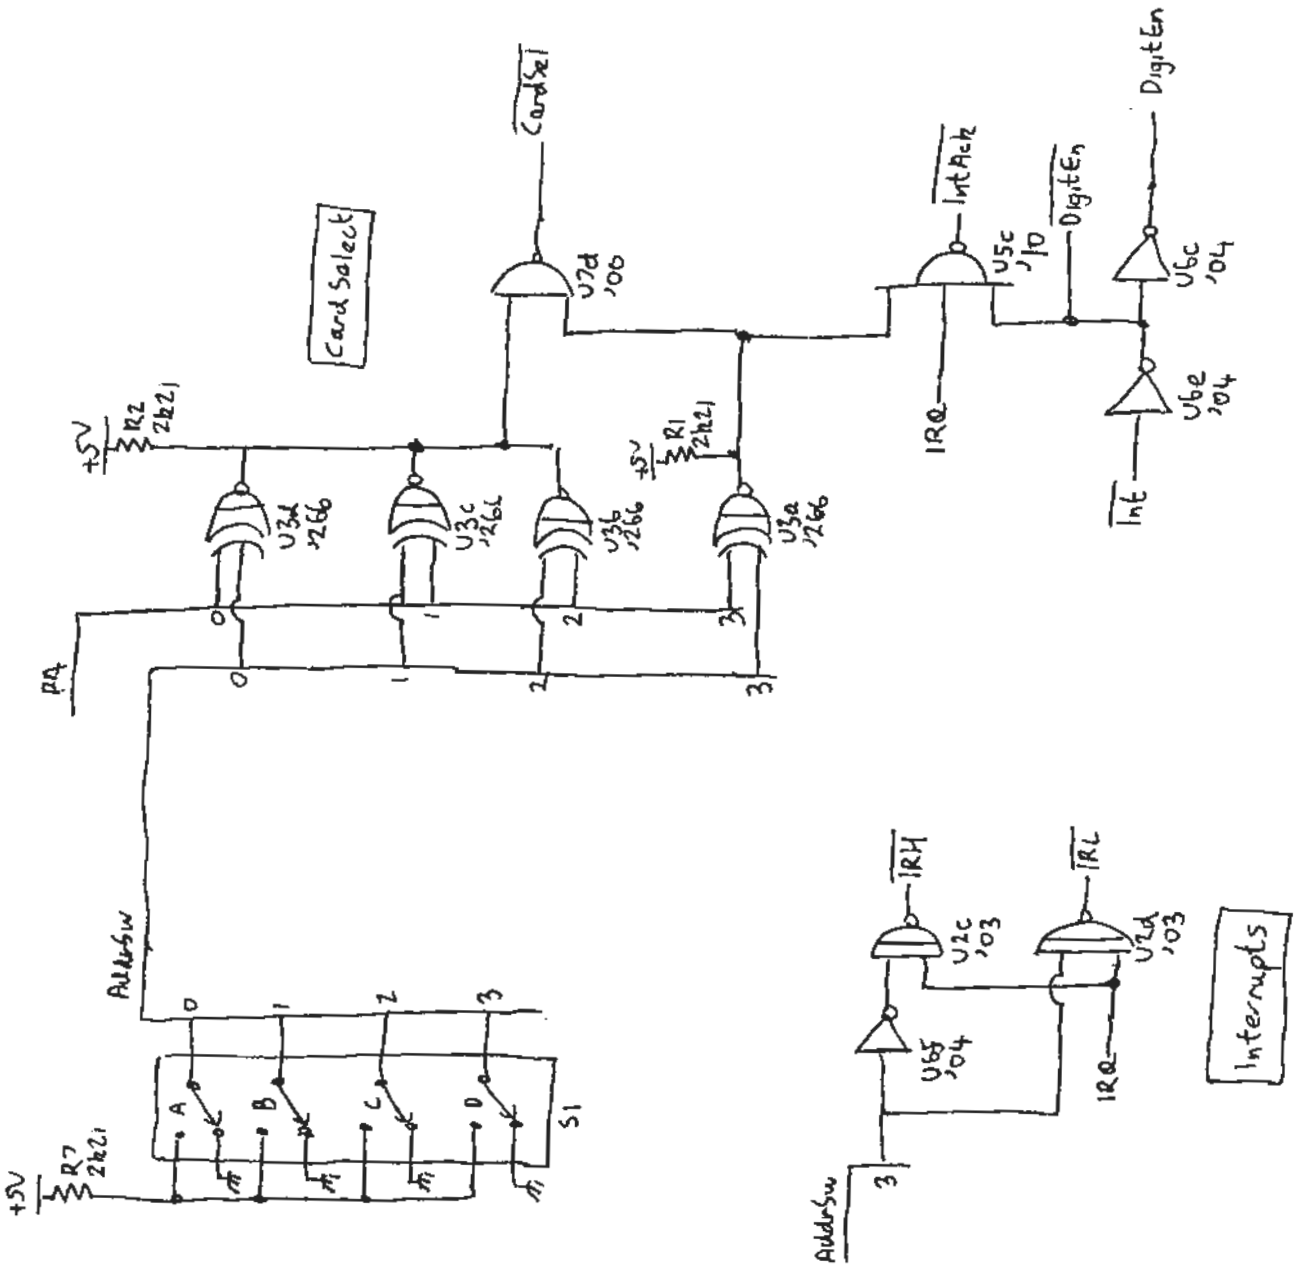 Card Select
CardSel
U7d
'00
+5V
R2
2k21
U3d
'266
U3c
'266
U3b
'266
+5V
R1
2k21
U3a
'266
PA
0
1
2
3
0
1
2
3
IRQ
IntAck
U5c
'10
DigitEn
DigitEn
U6c
'04
U6e
'04
Int
AddrSw
0
1
2
3
A
B
C
D
S1
+5V
R7
2k21
Interrupts
IRH
U2c
'03
IRL
U2d
'03
U6f
'04
IRQ
AddrSw
3